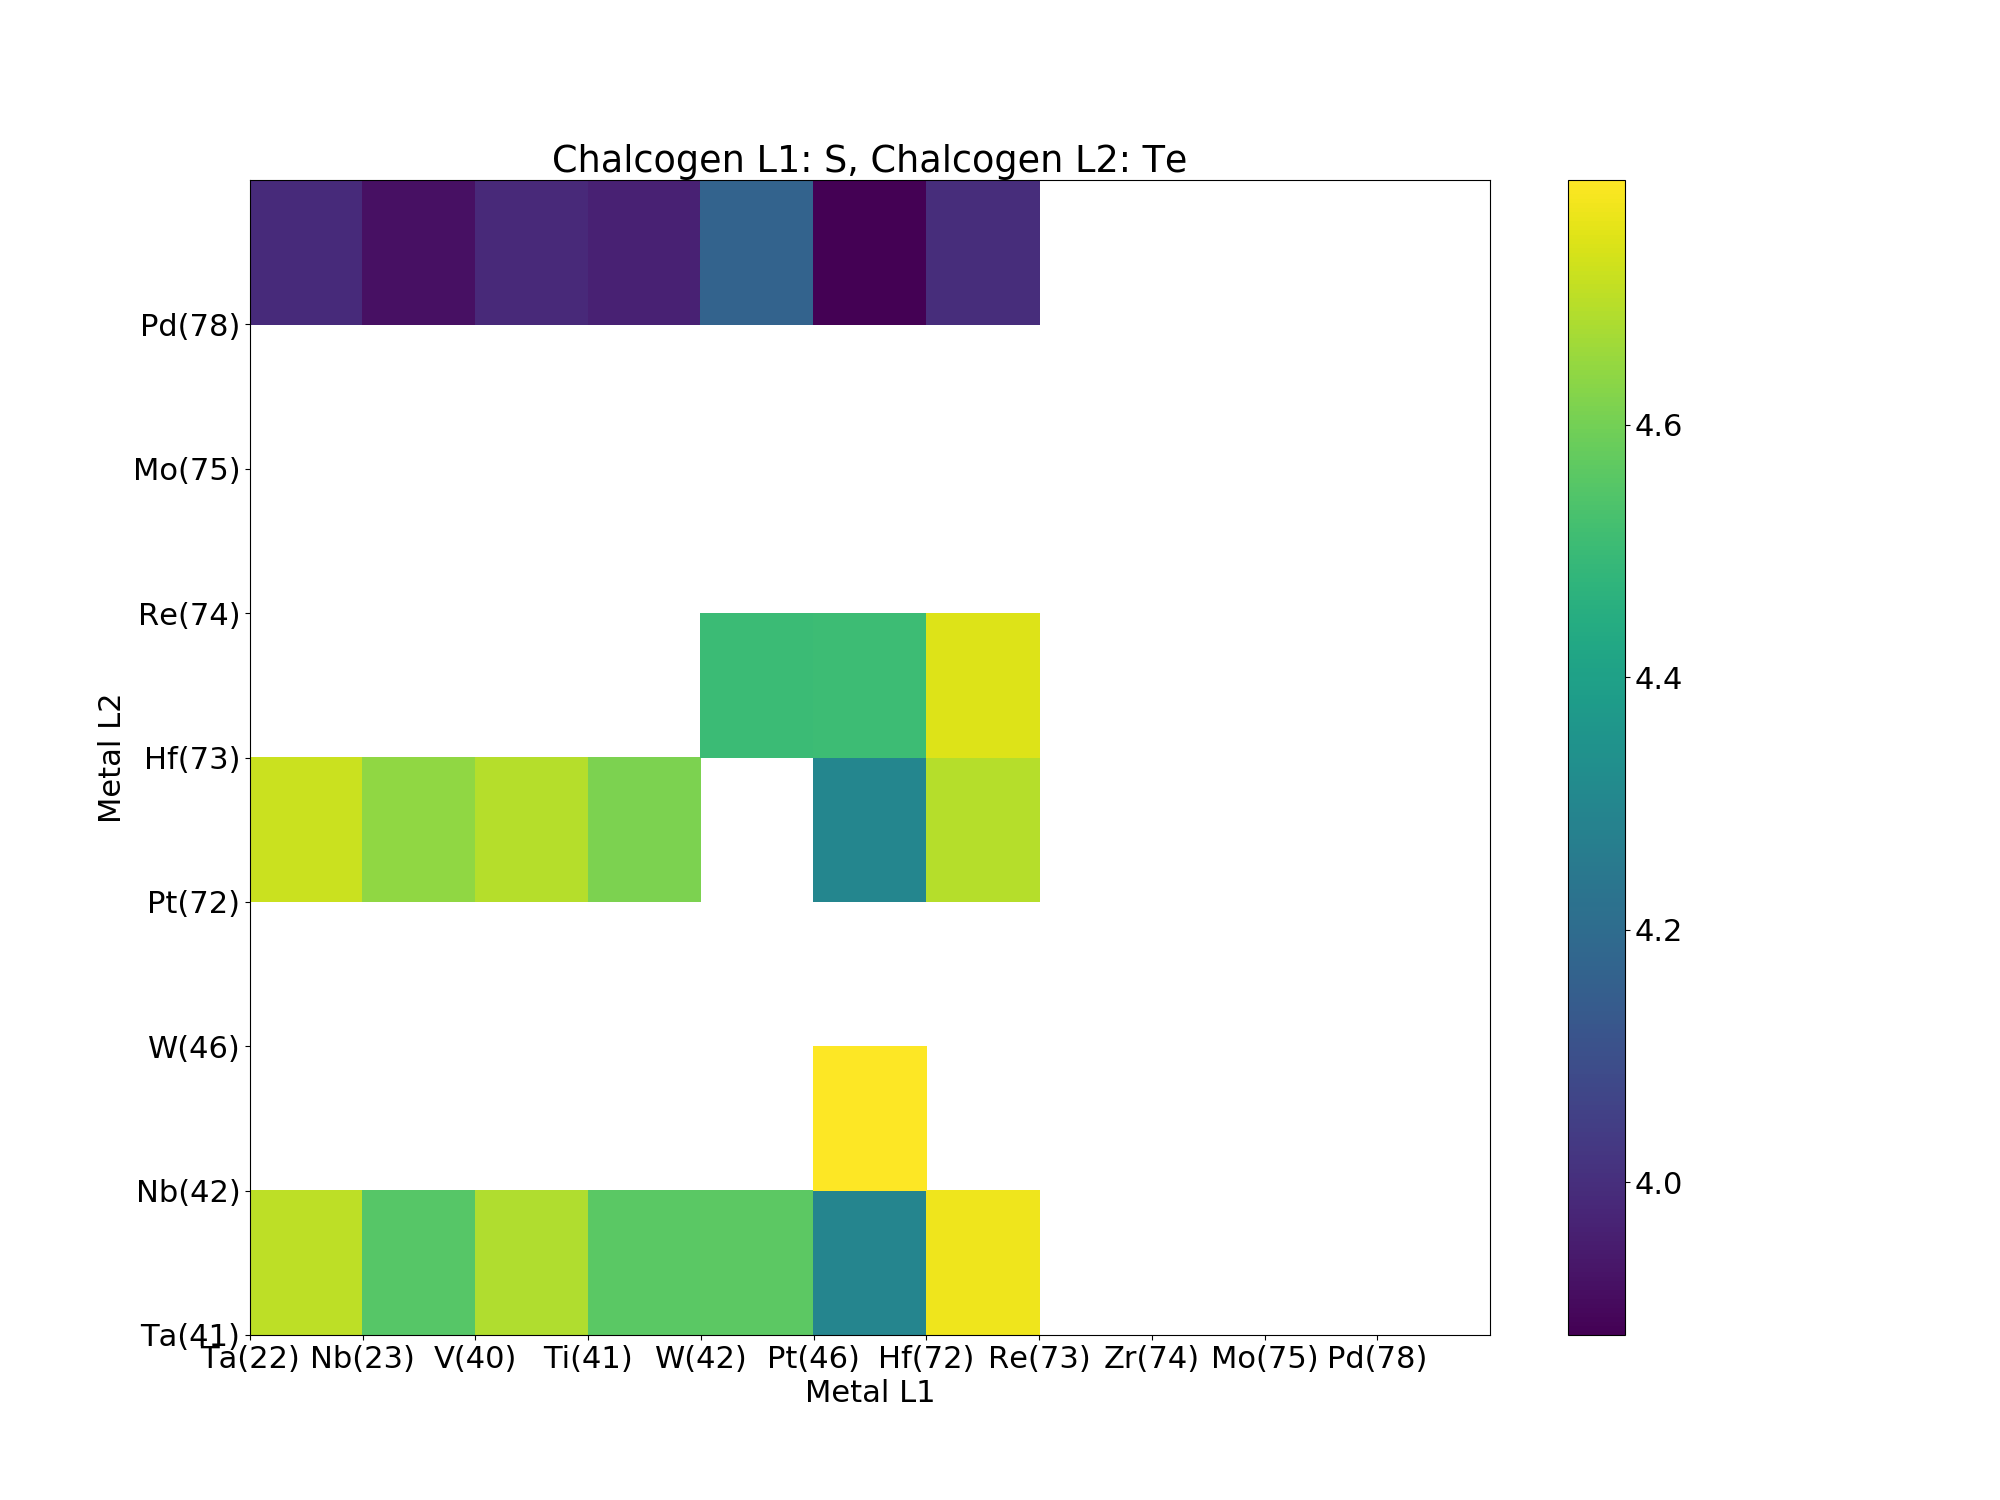 Chalcogen L1: S, Chalcogen L2: Te
Pd(78)
Mo(75)
Re(74)
Hf(73)
Pt(72)
W(46)
Nb(42)
Ta(41)
Metal L2
Ta(22) Nb(23) V(40) Ti(41) W(42) Pt(46) Hf(72) Re(73) Zr(74) Mo(75) Pd(78)
Metal L1
4.6
4.4
4.2
4.0